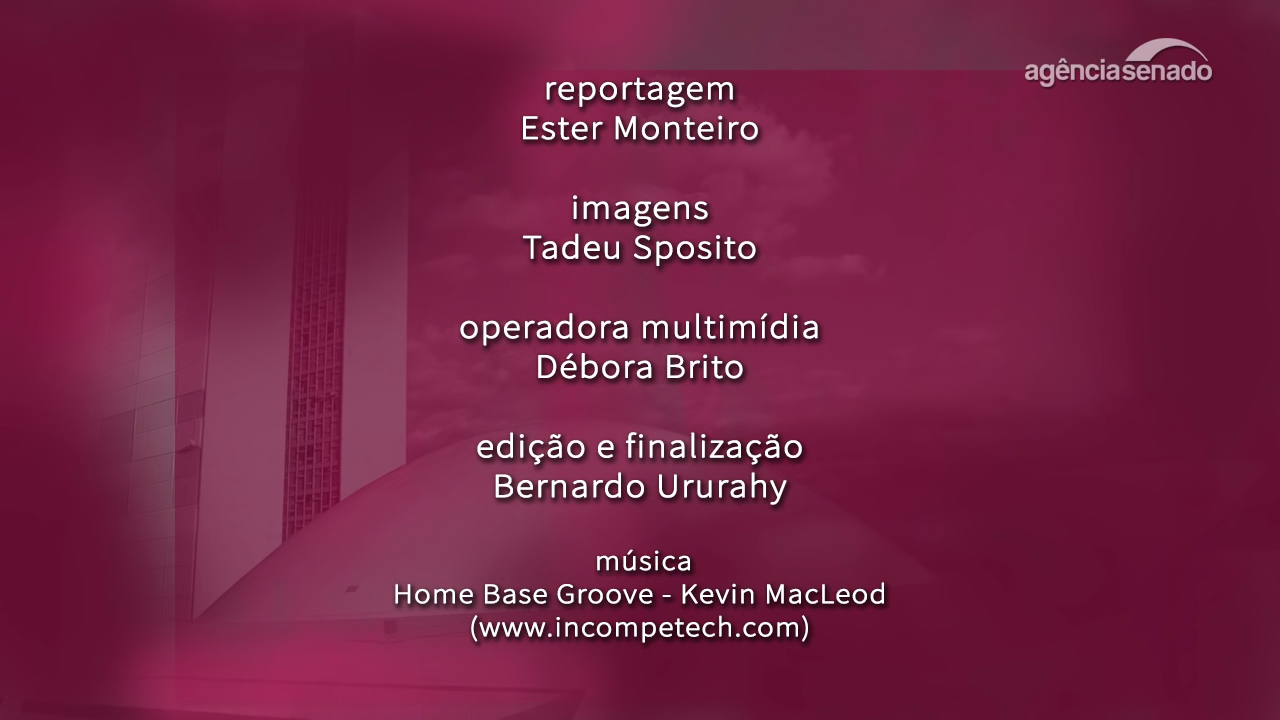 agênciasenado
reportagem
Ester Monteiro
imagens
Tadeu Sposito
operadora multimídia
Débora Brito
edição e finalização
Bernardo Ururahy
música
Home Base Groove - Kevin MacLeod
(www.incompetech.com)